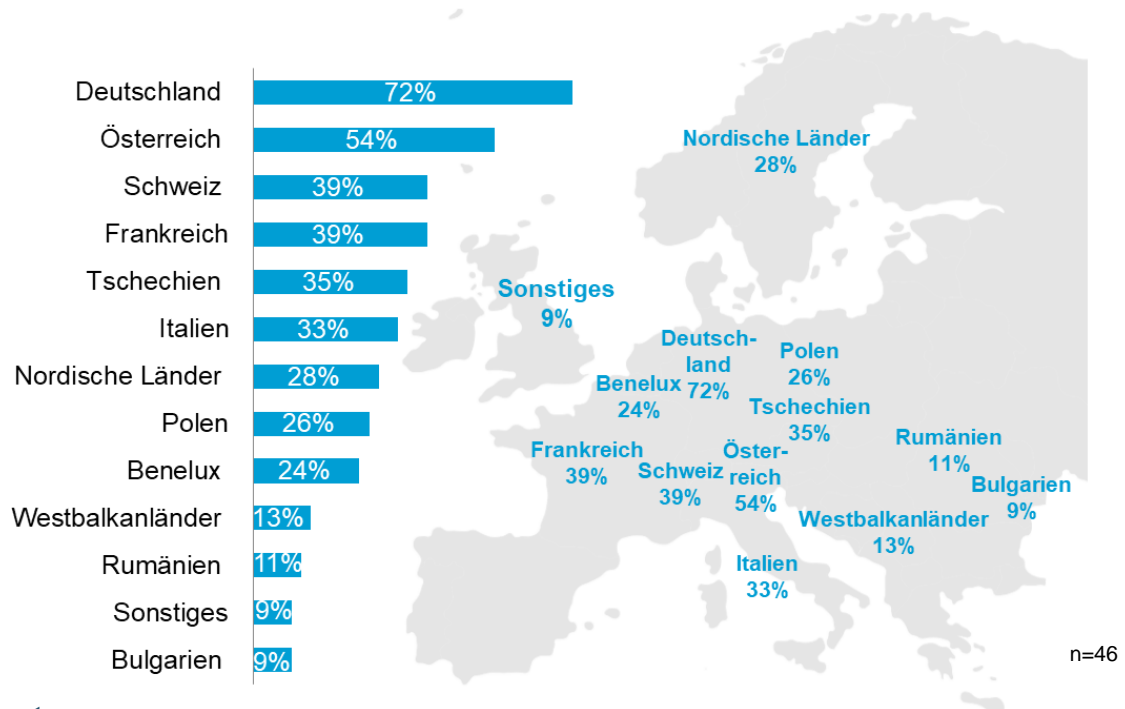 Deutschland 72%
Österreich 54%
Schweiz 39%
Frankreich 39%
Tschechien 35%
Italien 33%
Nordische Länder 28%
Polen 26%
Benelux 24%
Westbalkanländer 13%
Rumänien 11%
Sonstiges 9%
Bulgarien 9%
Nordische Länder
28%
Sonstiges
9%
Deutsch-
land
72%
Polen
26%
Benelux
24%
Tschechien
35%
Rumänien
11%
Frankreich
39%
Schweiz
39%
Öster-
reich
54%
Bulgarien
9%
Westbalkanländer
13%
Italien
33%
n=46